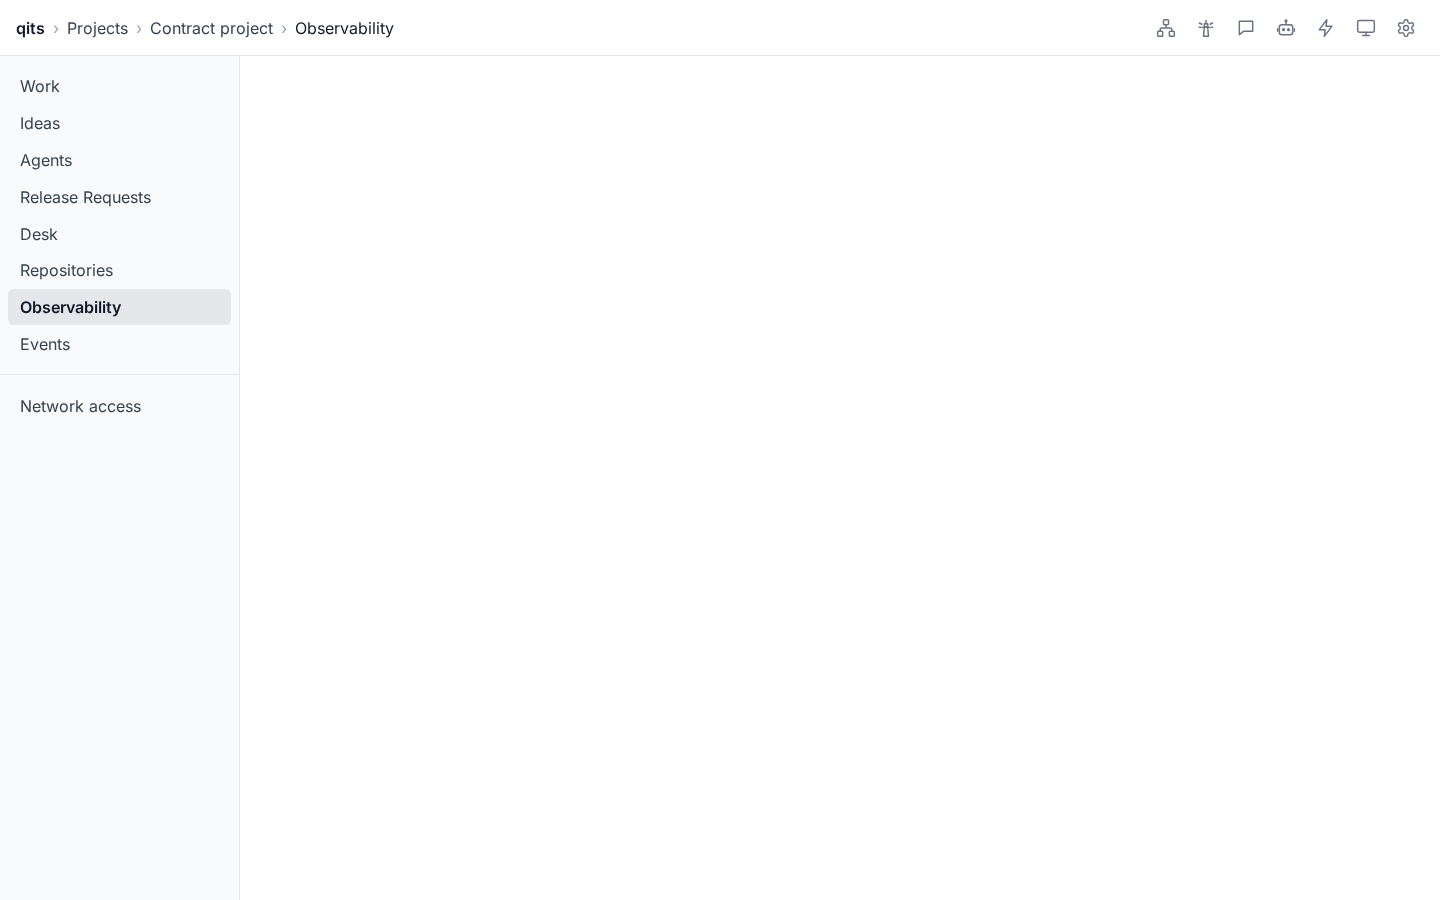 qits › Projects › Contract project › Observability
Work
Ideas
Agents
Release Requests
Desk
Repositories
Observability
Events
Network access